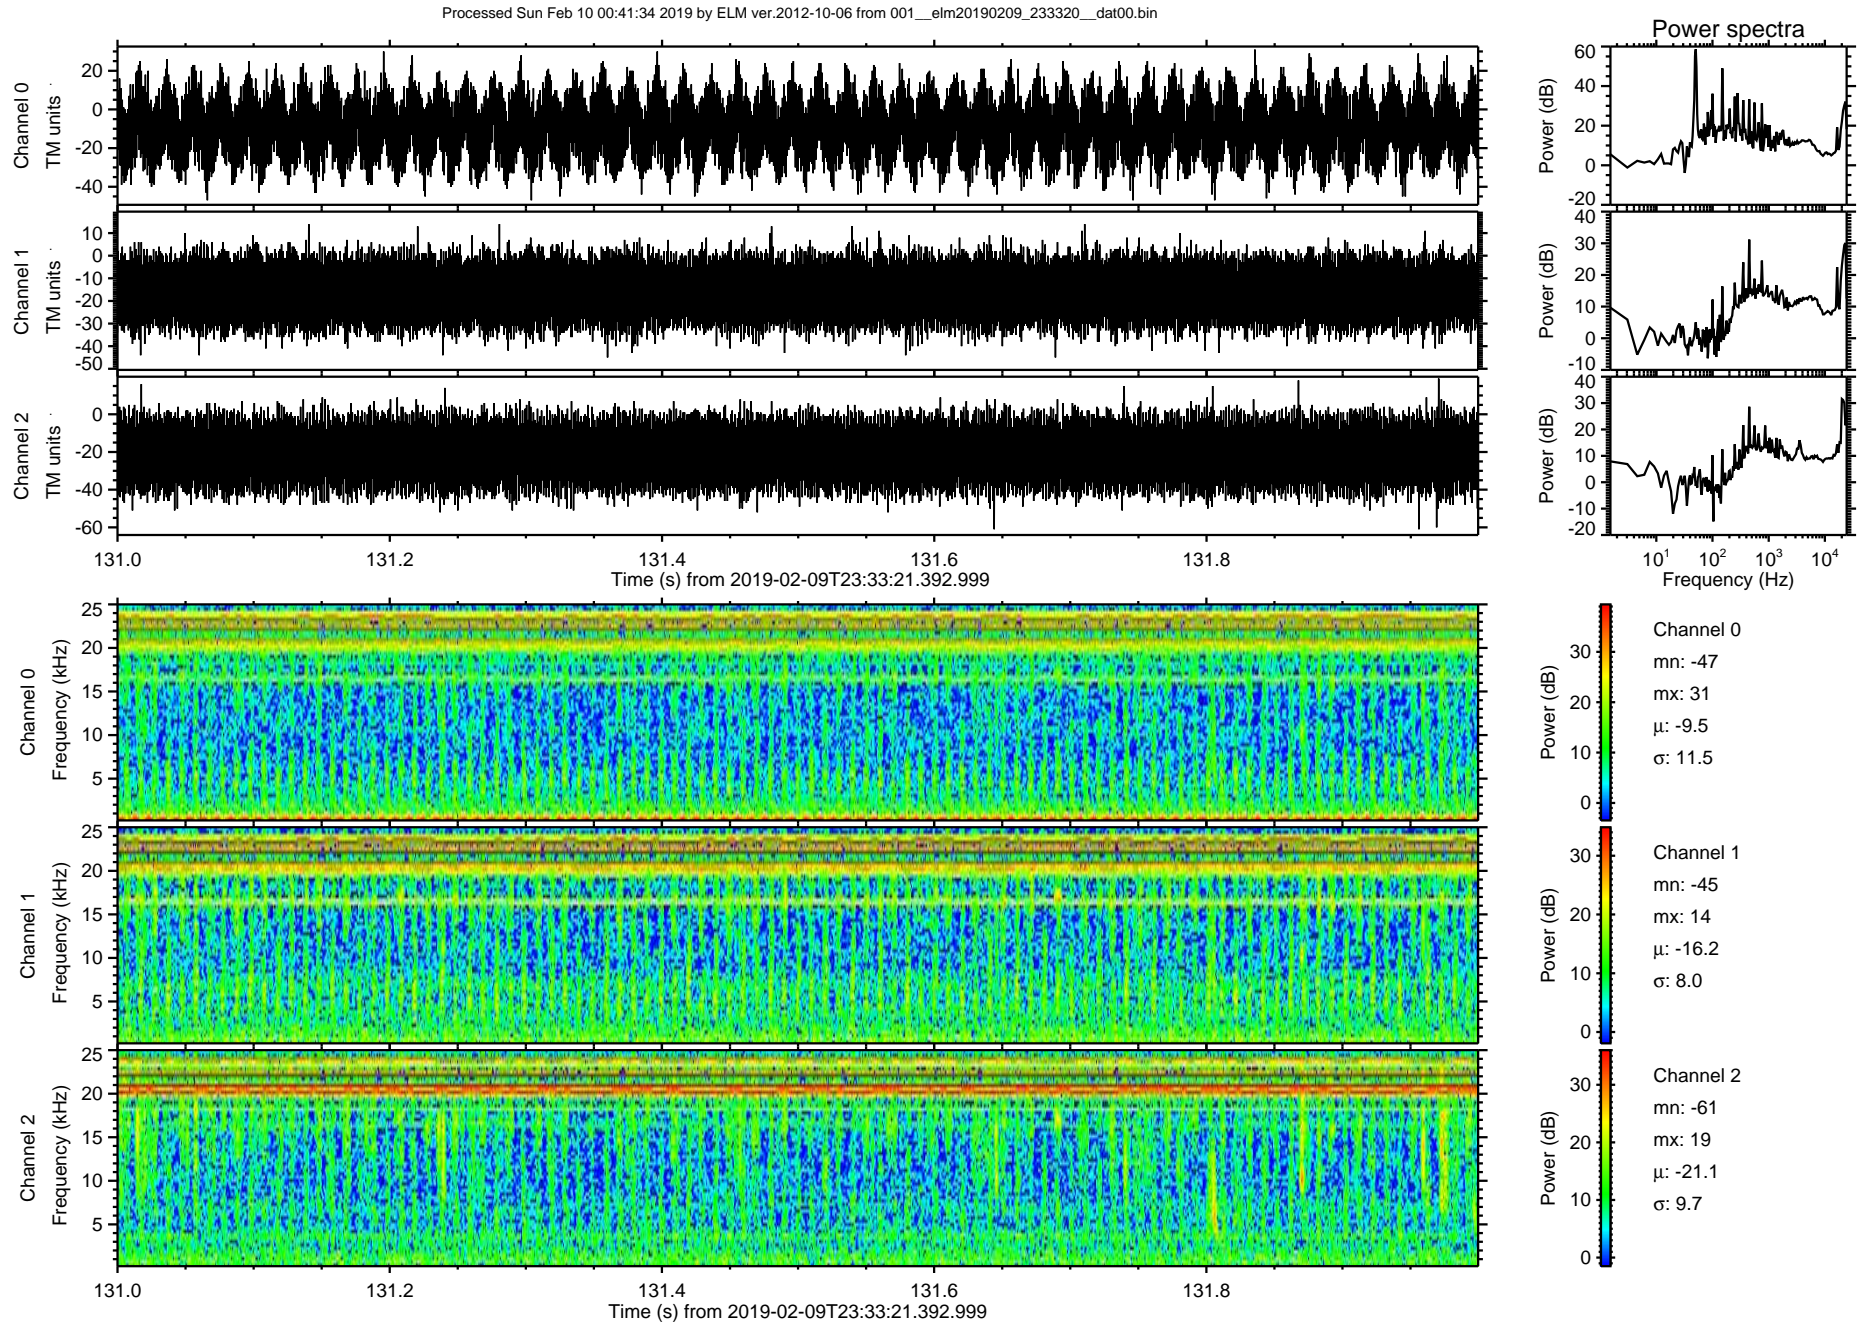 Processed Sun Feb 10 00:41:34 2019 by ELM ver.2012-10-06 from 001__elm20190209_233320__dat00.bin
Power spectra
Channel 0
TM units
20
0
-20
-40
Power (dB)
60
40
20
0
-20
Channel 1
TM units
10
0
-10
-20
-30
-40
-50
Power (dB)
40
30
20
10
0
-10
Channel 2
TM units
0
-20
-40
-60
Power (dB)
40
30
20
10
0
-10
-20
131.0 131.2 131.4 131.6 131.8
Time (s) from 2019-02-09T23:33:21.392.999
10¹ 10² 10³ 10⁴
Frequency (Hz)
Channel 0
Frequency (kHz)
25
20
15
10
5
Power (dB)
30
20
10
0
Channel 0
mn: -47
mx: 31
μ: -9.5
σ: 11.5
Channel 1
Frequency (kHz)
25
20
15
10
5
Power (dB)
30
20
10
0
Channel 1
mn: -45
mx: 14
μ: -16.2
σ: 8.0
Channel 2
Frequency (kHz)
25
20
15
10
5
Power (dB)
30
20
10
0
Channel 2
mn: -61
mx: 19
μ: -21.1
σ: 9.7
131.0 131.2 131.4 131.6 131.8
Time (s) from 2019-02-09T23:33:21.392.999